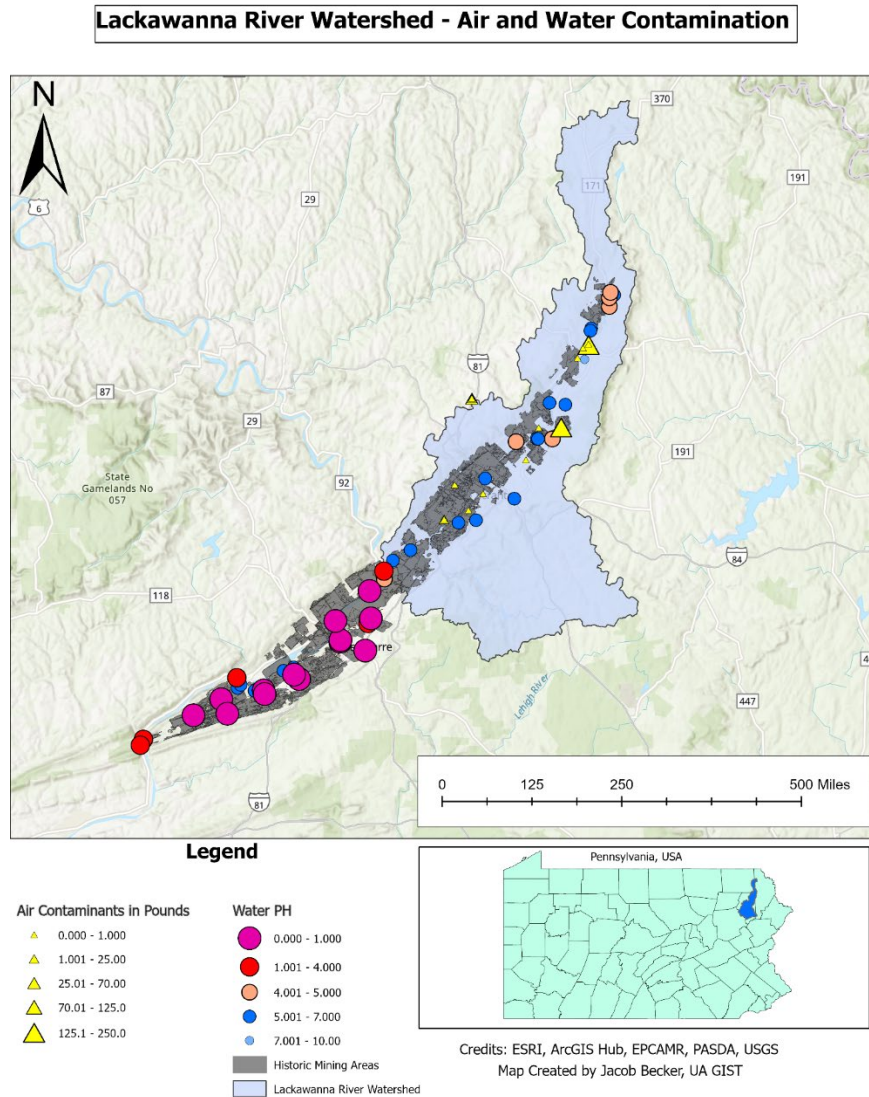 Lackawanna River Watershed - Air and Water Contamination
N
370
6
29
171
191
81
87
29
State
Gamelands No
057
92
191
84
118
Lehigh River
447
81
0 125 250 500 Miles
Legend
Air Contaminants in Pounds
0.000 - 1.000
1.001 - 25.00
25.01 - 70.00
70.01 - 125.0
125.1 - 250.0
Water PH
0.000 - 1.000
1.001 - 4.000
4.001 - 5.000
5.001 - 7.000
7.001 - 10.00
Historic Mining Areas
Lackawanna River Watershed
Pennsylvania, USA
Credits: ESRI, ArcGIS Hub, EPCAMR, PASDA, USGS
Map Created by Jacob Becker, UA GIST